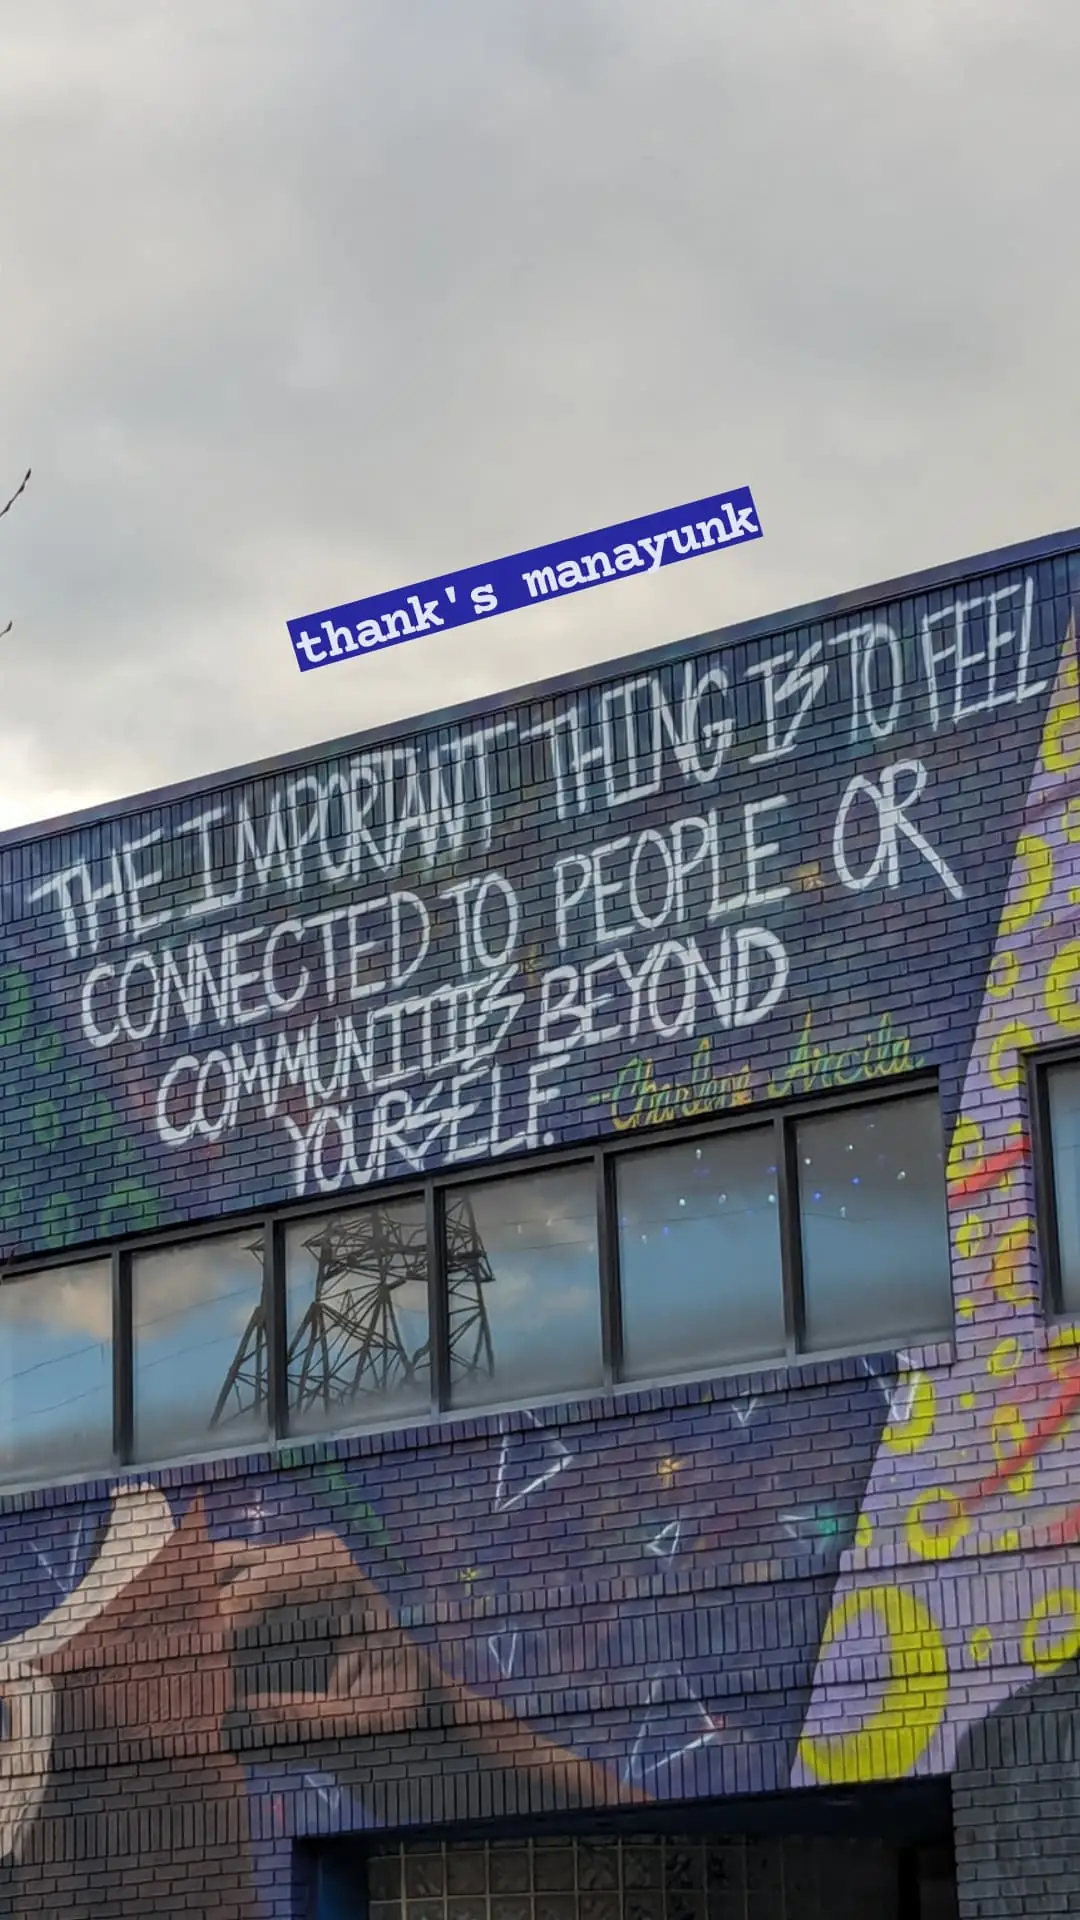 thank's manayunk
THE IMPORTANT THING IS TO FEEL
CONNECTED TO PEOPLE OR
COMMUNITIES BEYOND
YOURSELF.
--Charlene Arcila